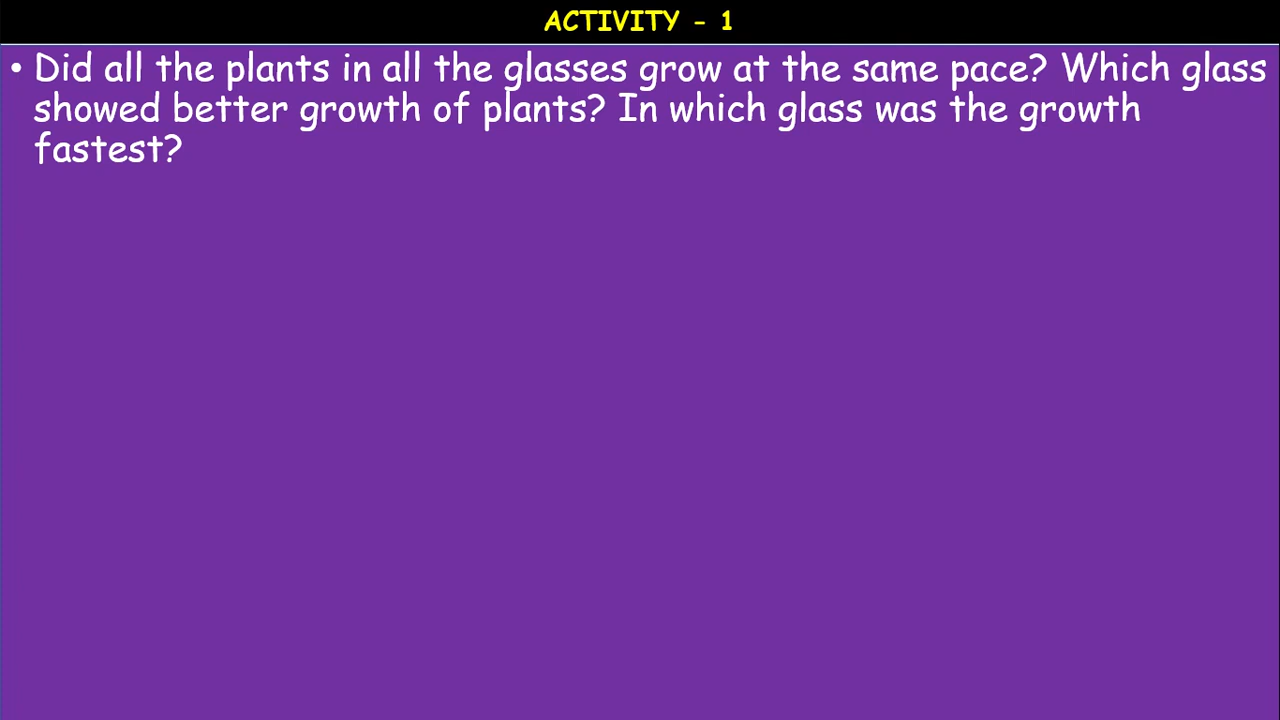 ACTIVITY - 1
• Did all the plants in all the glasses grow at the same pace? Which glass
showed better growth of plants? In which glass was the growth
fastest?